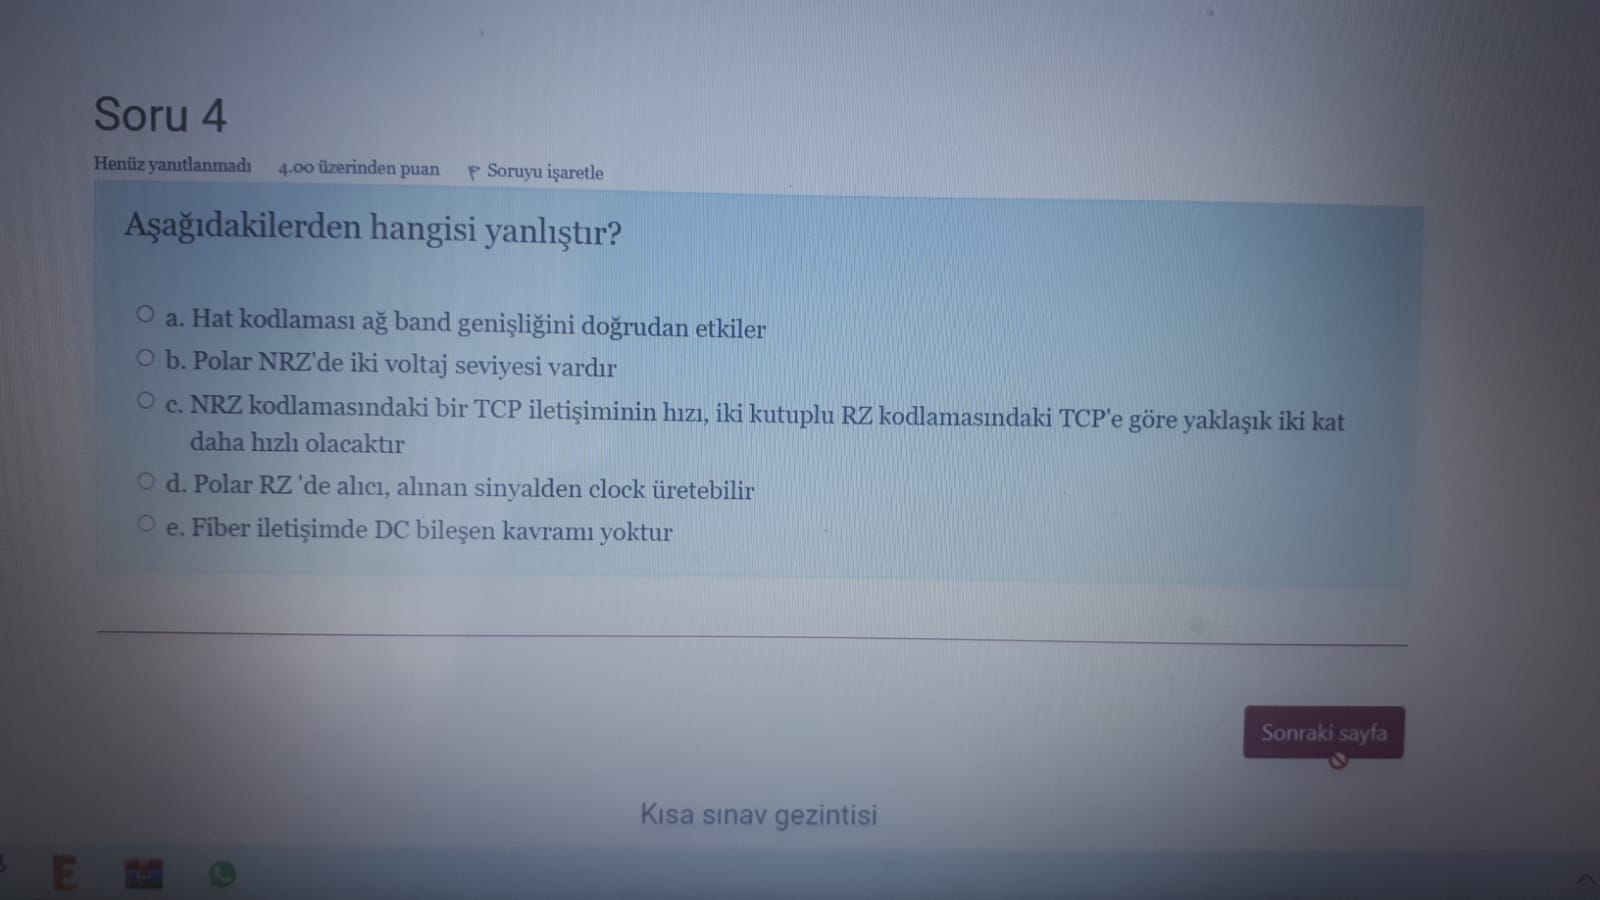 Soru 4
Henüz yanıtlanmadı 4.00 üzerinden puan Soruyu işaretle
Aşağıdakilerden hangisi yanlıştır?
a. Hat kodlaması ağ band genişliğini doğrudan etkiler
b. Polar NRZ'de iki voltaj seviyesi vardır
c. NRZ kodlamasındaki bir TCP iletişiminin hızı, iki kutuplu RZ kodlamasındaki TCP'e göre yaklaşık iki kat
daha hızlı olacaktır
d. Polar RZ 'de alıcı, alınan sinyalden clock üretebilir
e. Fiber iletişimde DC bileşen kavramı yoktur
Sonraki sayfa
Kısa sınav gezintisi
E